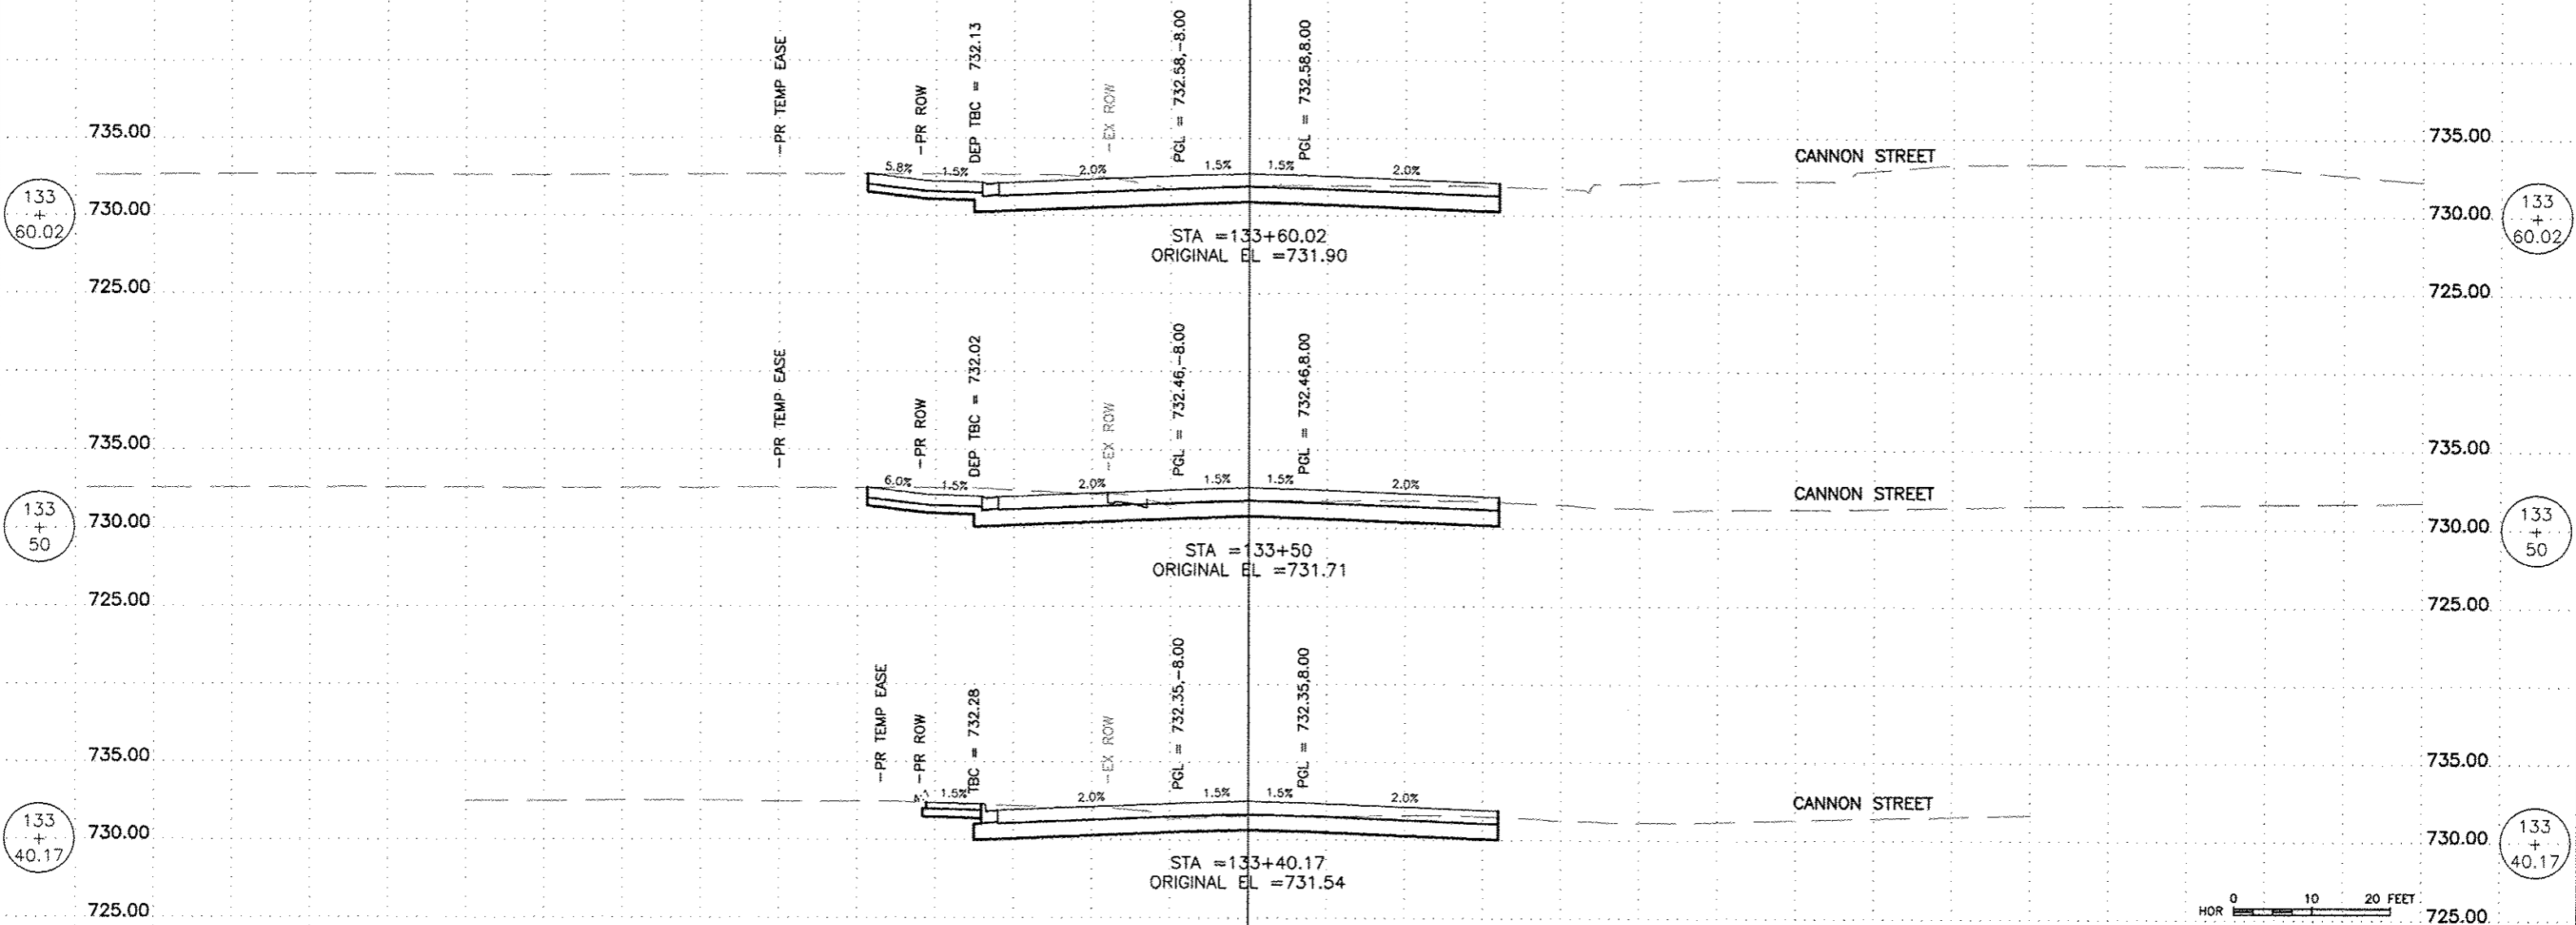 -PR TEMP EASE
-PR ROW
DEP TBC = 732.13
-EX ROW
PGL = 732.58,-8.00
PGL = 732.58,8.00
735.00
735.00
5.8%
1.5%
2.0%
1.5%
1.5%
2.0%
CANNON STREET
133
+
60.02
730.00
730.00
133
+
60.02
STA =133+60.02
ORIGINAL EL =731.90
725.00
725.00
-PR TEMP EASE
-PR ROW
DEP TBC = 732.02
-EX ROW
PGL = 732.46,-8.00
PGL = 732.46,8.00
735.00
735.00
6.0%
1.5%
2.0%
1.5%
1.5%
2.0%
CANNON STREET
133
+
50
730.00
730.00
133
+
50
STA =133+50
ORIGINAL EL =731.71
725.00
725.00
-PR TEMP EASE
-PR ROW
TBC = 732.28
-EX ROW
PGL = 732.35,-8.00
PGL = 732.35,8.00
735.00
735.00
1.5%
2.0%
1.5%
1.5%
2.0%
CANNON STREET
133
+
40.17
730.00
730.00
133
+
40.17
STA =133+40.17
ORIGINAL EL =731.54
725.00
HOR 0 10 20 FEET
725.00